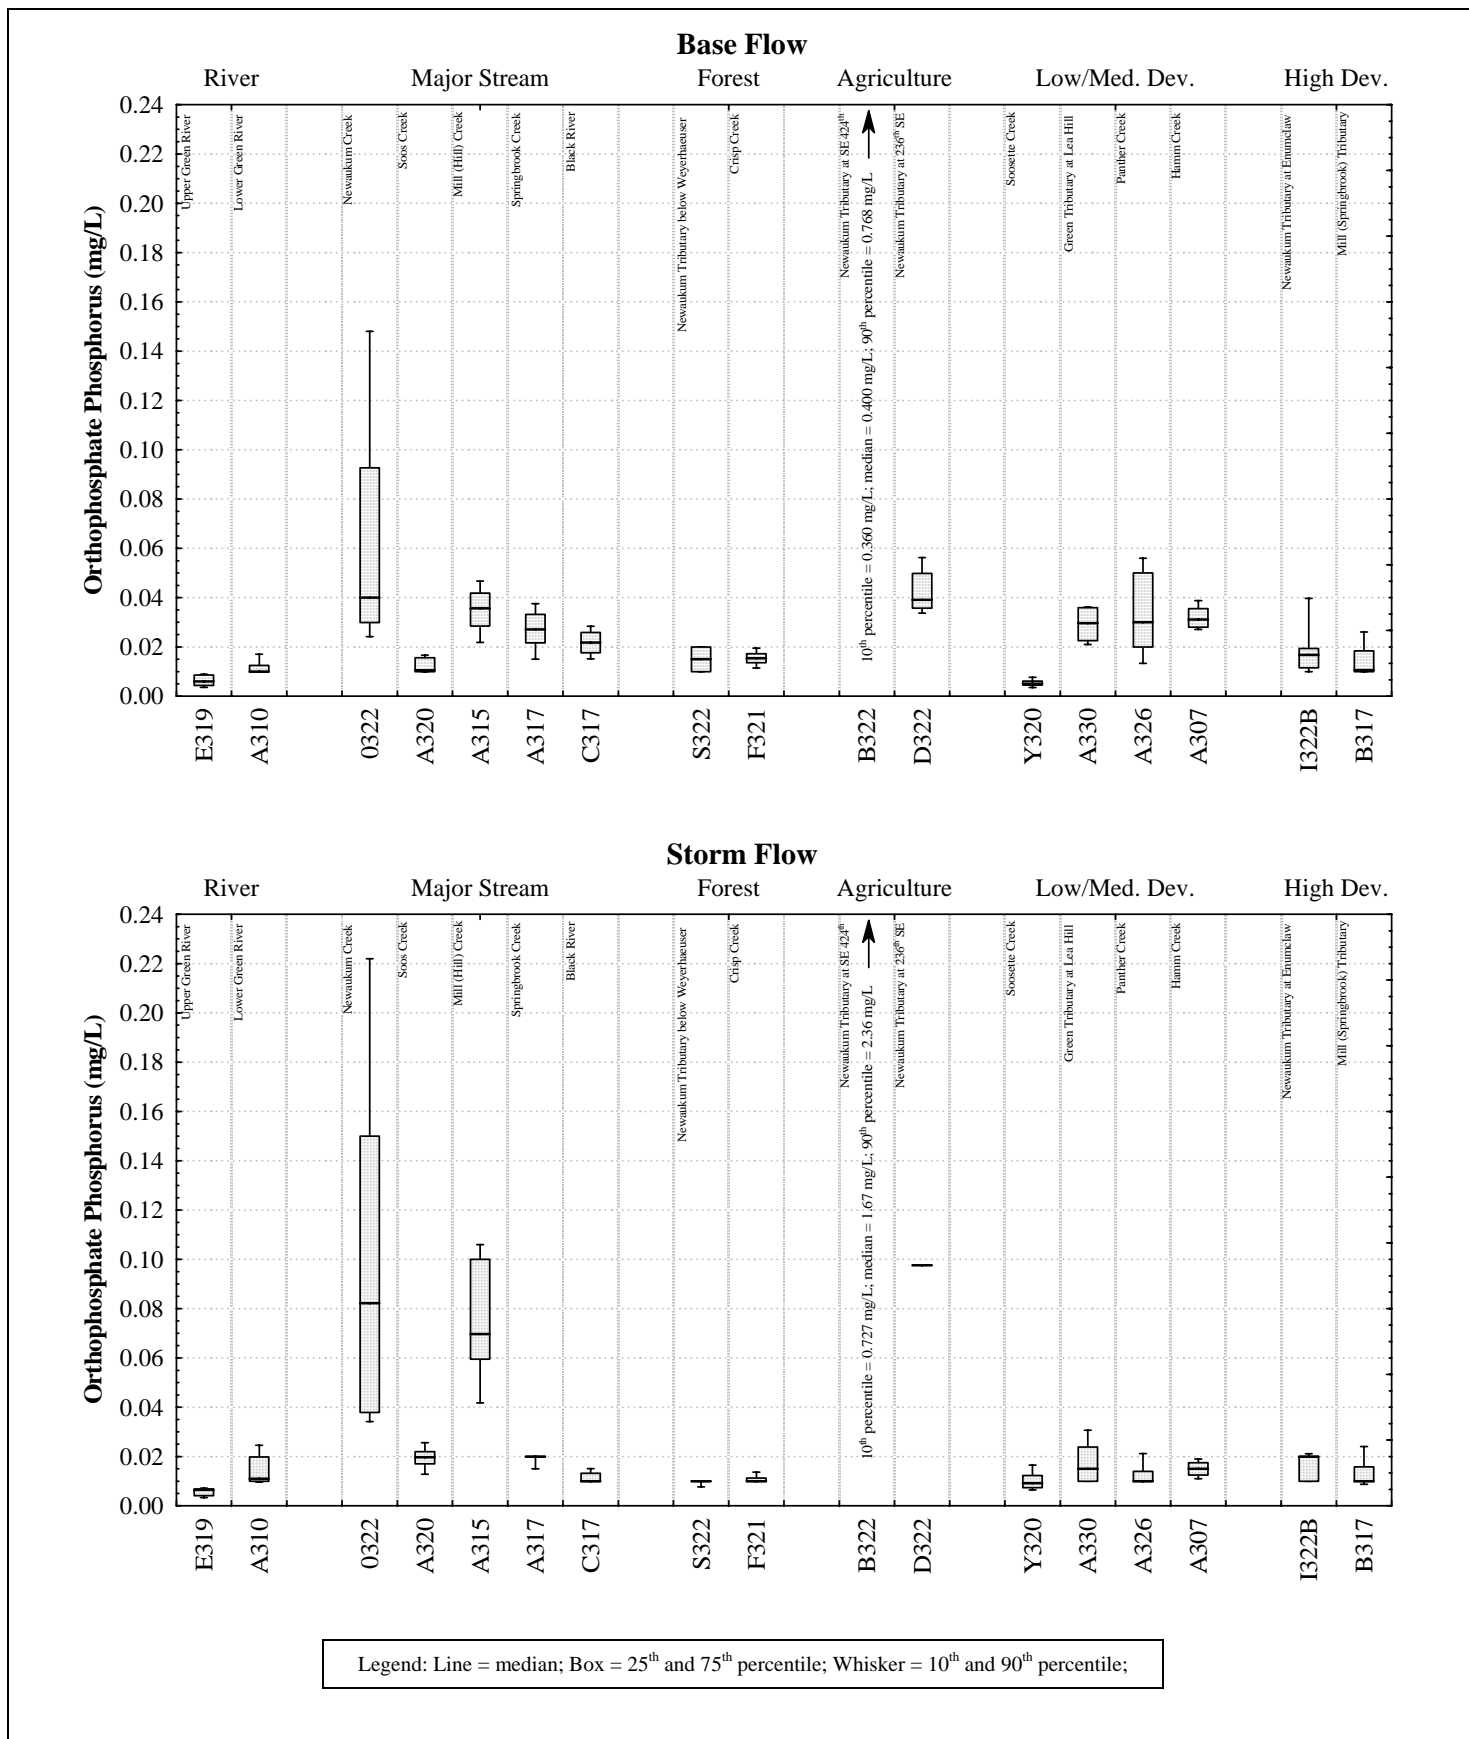 Base Flow
River Major Stream Forest Agriculture Low/Med. Dev. High Dev.
Orthophosphate Phosphorus (mg/L)
0.24
0.22
0.20
0.18
0.16
0.14
0.12
0.10
0.08
0.06
0.04
0.02
0.00
Upper Green River
Lower Green River
Newaukum Creek
Soos Creek
Mill (Hill) Creek
Springbrook Creek
Black River
Newaukum Tributary below Weyerhaeuser
Crisp Creek
Newaukum Tributary at SE 424th
10th percentile = 0.360 mg/L; median = 0.400 mg/L; 90th percentile = 0.768 mg/L
Newaukum Tributary at 236th SE
Soosette Creek
Green Tributary at Lea Hill
Panther Creek
Hamm Creek
Newaukum Tributary at Enumclaw
Mill (Springbrook) Tributary
E319 A310 0322 A320 A315 A317 C317 S322 F321 B322 D322 Y320 A330 A326 A307 I322B B317
Storm Flow
River Major Stream Forest Agriculture Low/Med. Dev. High Dev.
Orthophosphate Phosphorus (mg/L)
0.24
0.22
0.20
0.18
0.16
0.14
0.12
0.10
0.08
0.06
0.04
0.02
0.00
Upper Green River
Lower Green River
Newaukum Creek
Soos Creek
Mill (Hill) Creek
Springbrook Creek
Black River
Newaukum Tributary below Weyerhaeuser
Crisp Creek
Newaukum Tributary at SE 424th
10th percentile = 0.727 mg/L; median = 1.67 mg/L; 90th percentile = 2.36 mg/L
Newaukum Tributary at 236th SE
Soosette Creek
Green Tributary at Lea Hill
Panther Creek
Hamm Creek
Newaukum Tributary at Enumclaw
Mill (Springbrook) Tributary
E319 A310 0322 A320 A315 A317 C317 S322 F321 B322 D322 Y320 A330 A326 A307 I322B B317
Legend: Line = median; Box = 25th and 75th percentile; Whisker = 10th and 90th percentile;